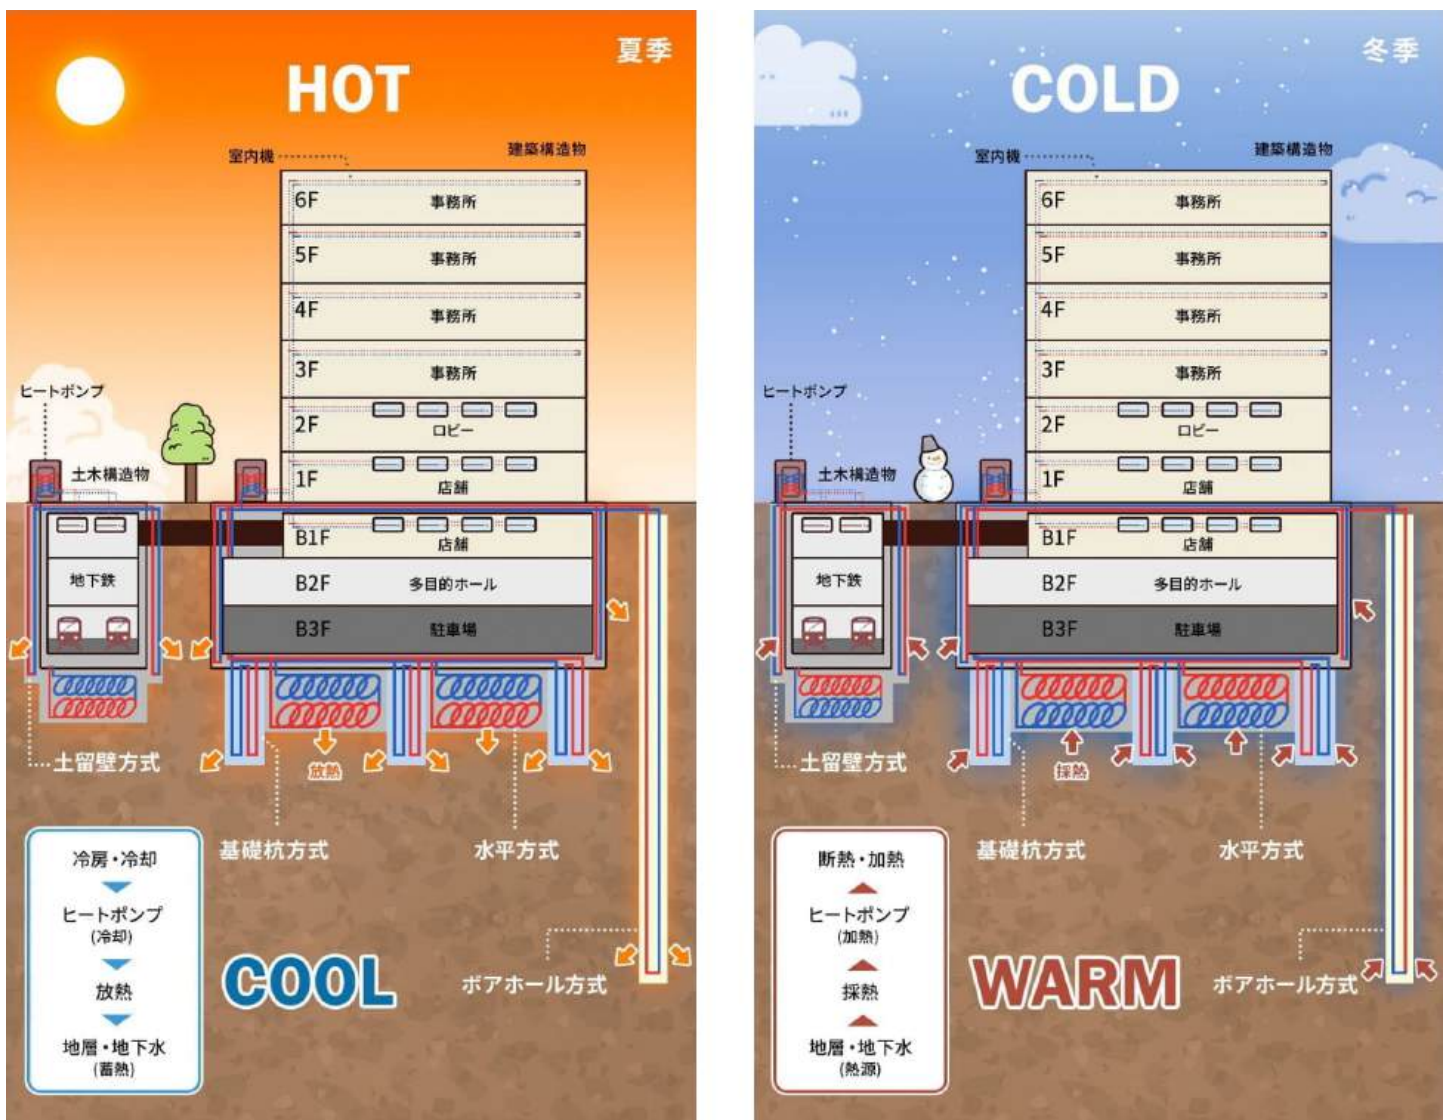 夏季
HOT
室内機
建築構造物
6F 事務所
5F 事務所
4F 事務所
3F 事務所
ヒートポンプ
2F ロビー
土木構造物
1F 店舗
B1F 店舗
地下鉄
B2F 多目的ホール
B3F 駐車場
土留壁方式
放熱
基礎杭方式
水平方式
冷房・冷却
ヒートポンプ
(冷却)
放熱
地層・地下水
(蓄熱)
COOL
ボアホール方式
冬季
COLD
室内機
建築構造物
6F 事務所
5F 事務所
4F 事務所
3F 事務所
ヒートポンプ
2F ロビー
土木構造物
1F 店舗
B1F 店舗
地下鉄
B2F 多目的ホール
B3F 駐車場
土留壁方式
採熱
基礎杭方式
水平方式
断熱・加熱
ヒートポンプ
(加熱)
採熱
地層・地下水
(熱源)
WARM
ボアホール方式